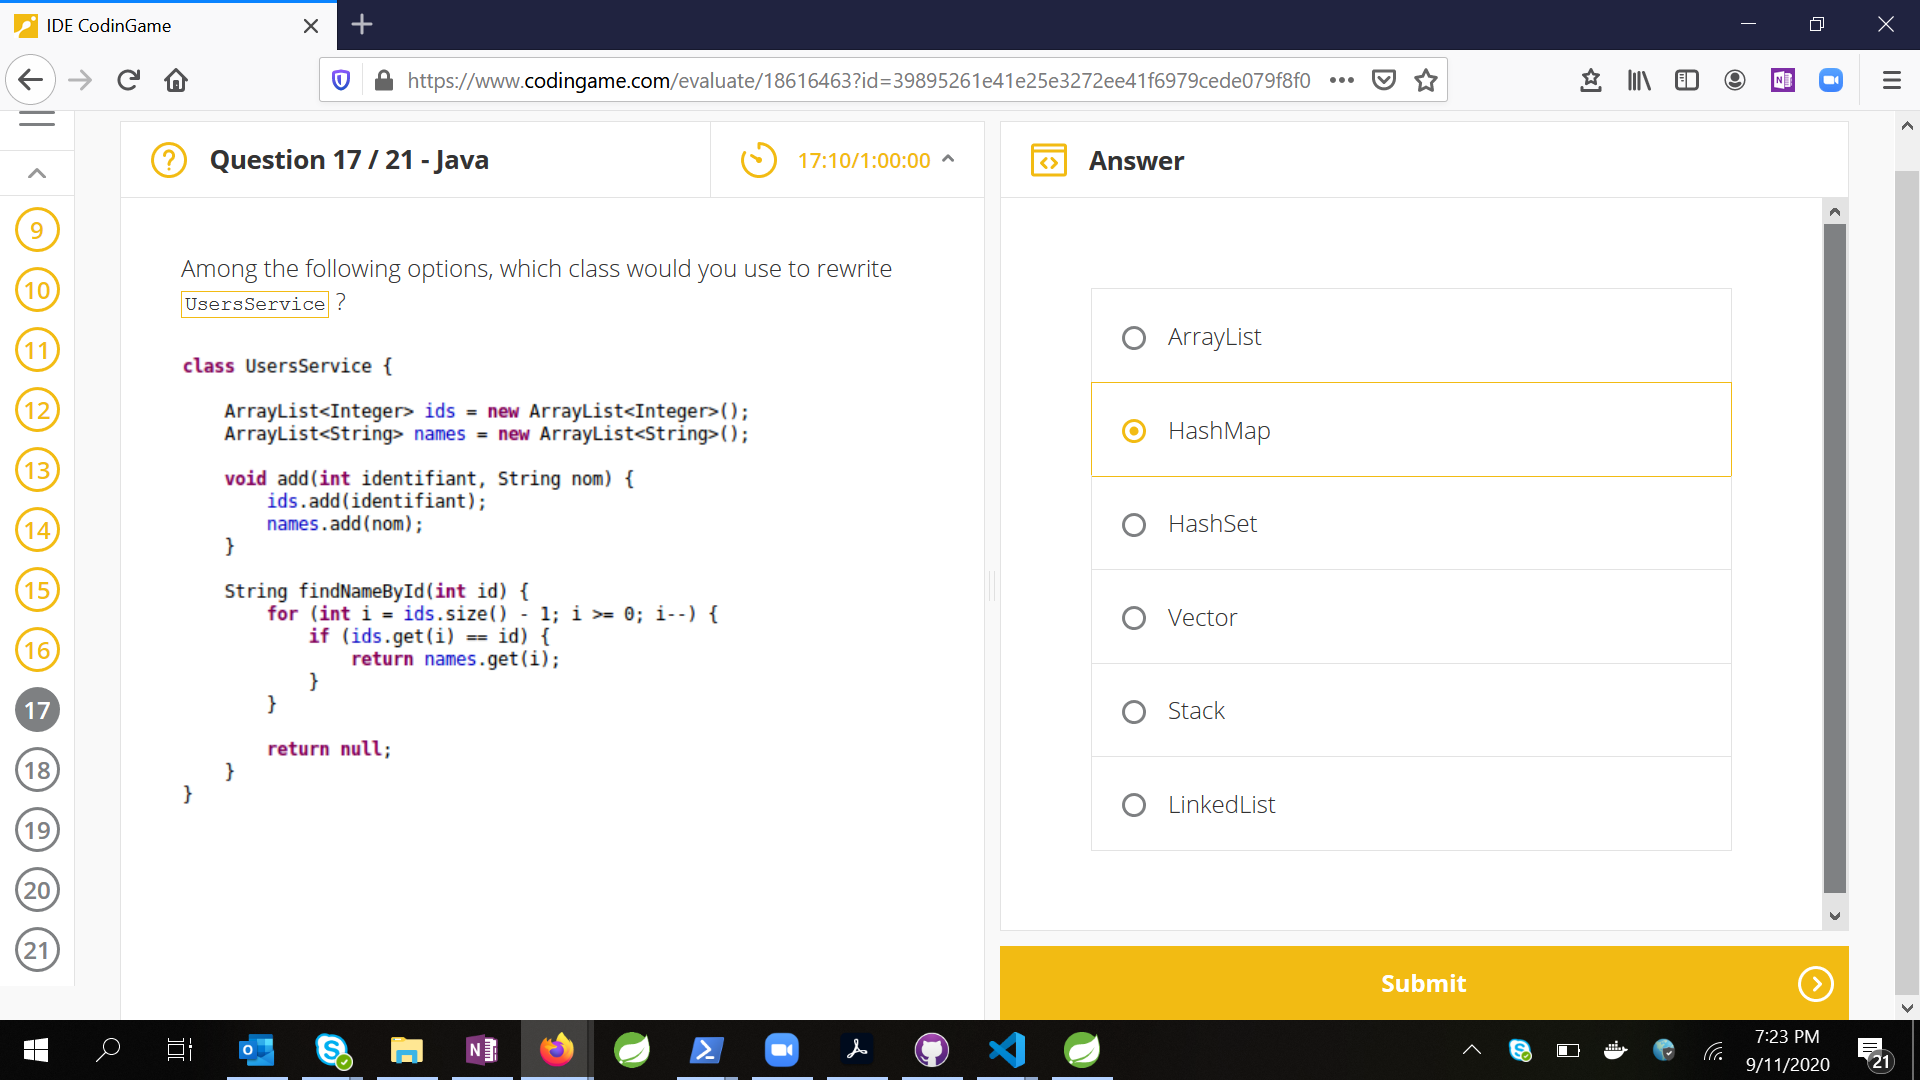 IDE CodinGame
https://www.codingame.com/evaluate/18616463?id=39895261e41e25e3272ee41f6979cede079f8f0
Question 17 / 21 - Java
17:10/1:00:00
Answer
9
10
11
12
13
14
15
16
17
18
19
20
21
Among the following options, which class would you use to rewrite
UsersService ?
class UsersService {
ArrayList<Integer> ids = new ArrayList<Integer>();
ArrayList<String> names = new ArrayList<String>();
void add(int identifiant, String nom) {
ids.add(identifiant);
names.add(nom);
}
String findNameById(int id) {
for (int i = ids.size() - 1; i >= 0; i--) {
if (ids.get(i) == id) {
return names.get(i);
}
}
return null;
}
}
ArrayList
HashMap
HashSet
Vector
Stack
LinkedList
Submit
7:23 PM
9/11/2020
21